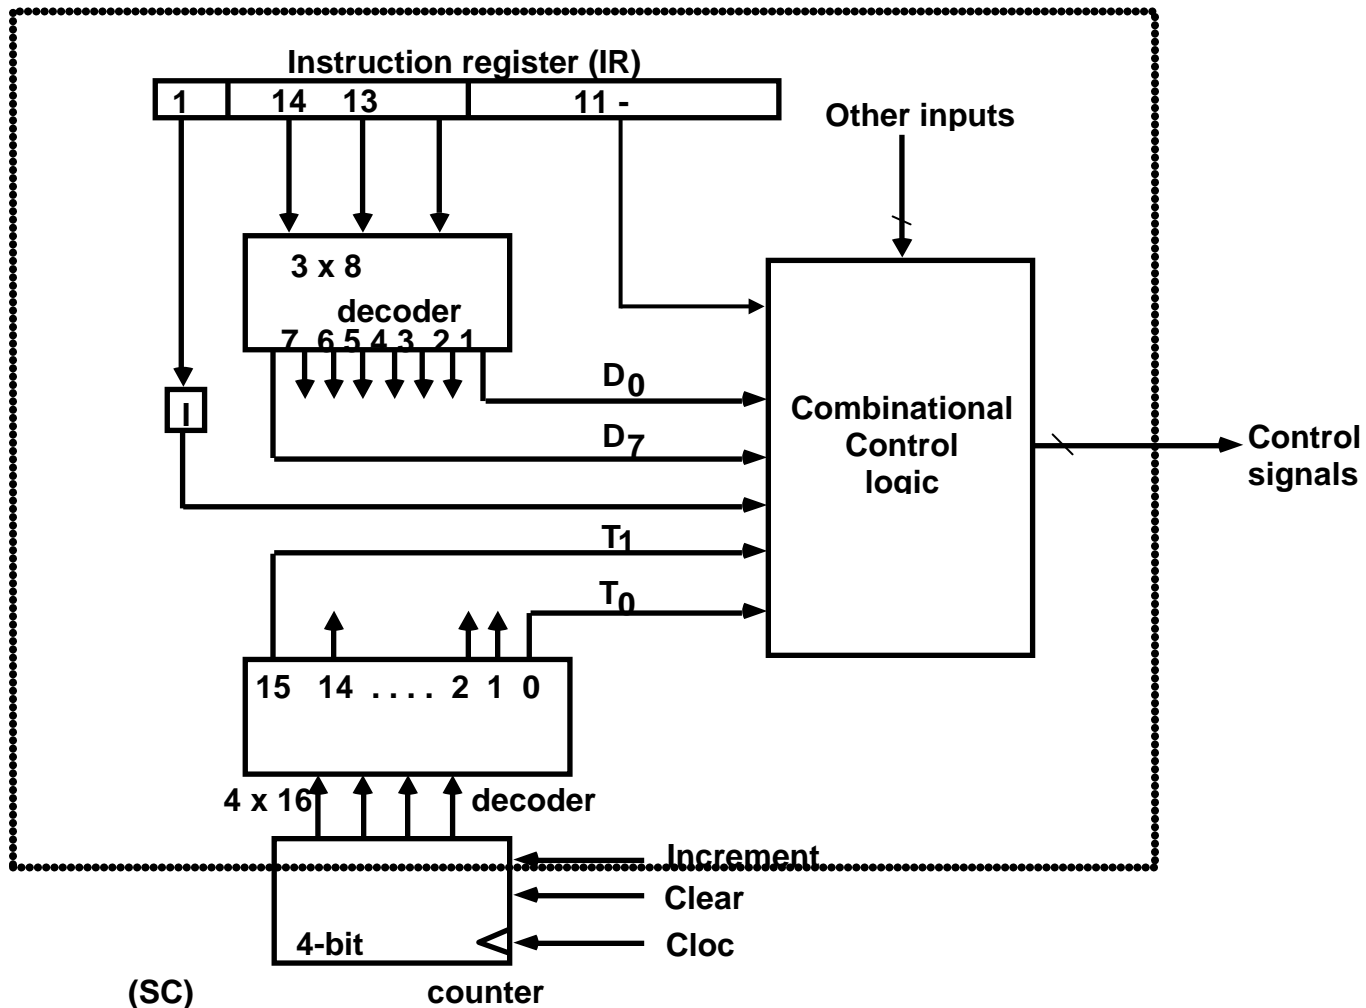 Instruction register (IR)
1 14 13 11 -
Other inputs
3 x 8
decoder
7 6 5 4 3 2 1
D0
I
Combinational
Control
logic
D7
Control
signals
T1
T0
15 14 . . . . 2 1 0
4 x 16 decoder
Increment
Clear
4-bit
Cloc
(SC) counter